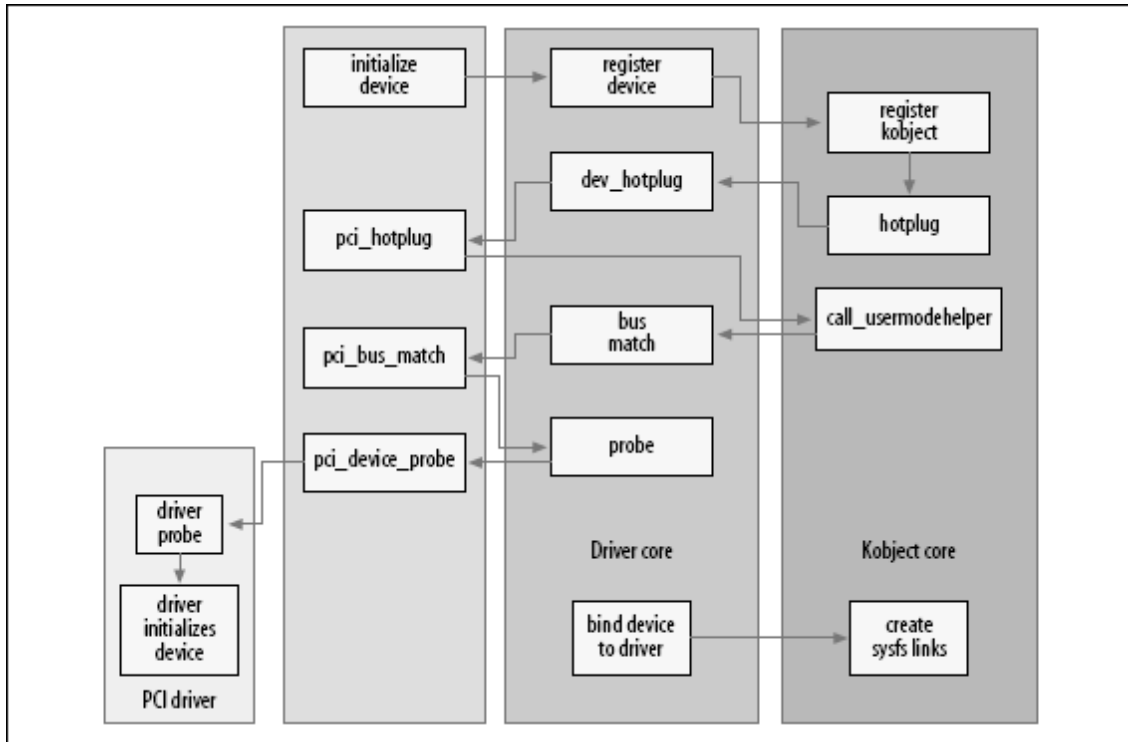 initialize
device
register
device
register
kobject
dev_hotplug
hotplug
pci_hotplug
call_usermodehelper
bus
match
pci_bus_match
probe
pci_device_probe
driver
probe
Driver core
Kobject core
driver
initializes
device
bind device
to driver
create
sysfs links
PCI driver